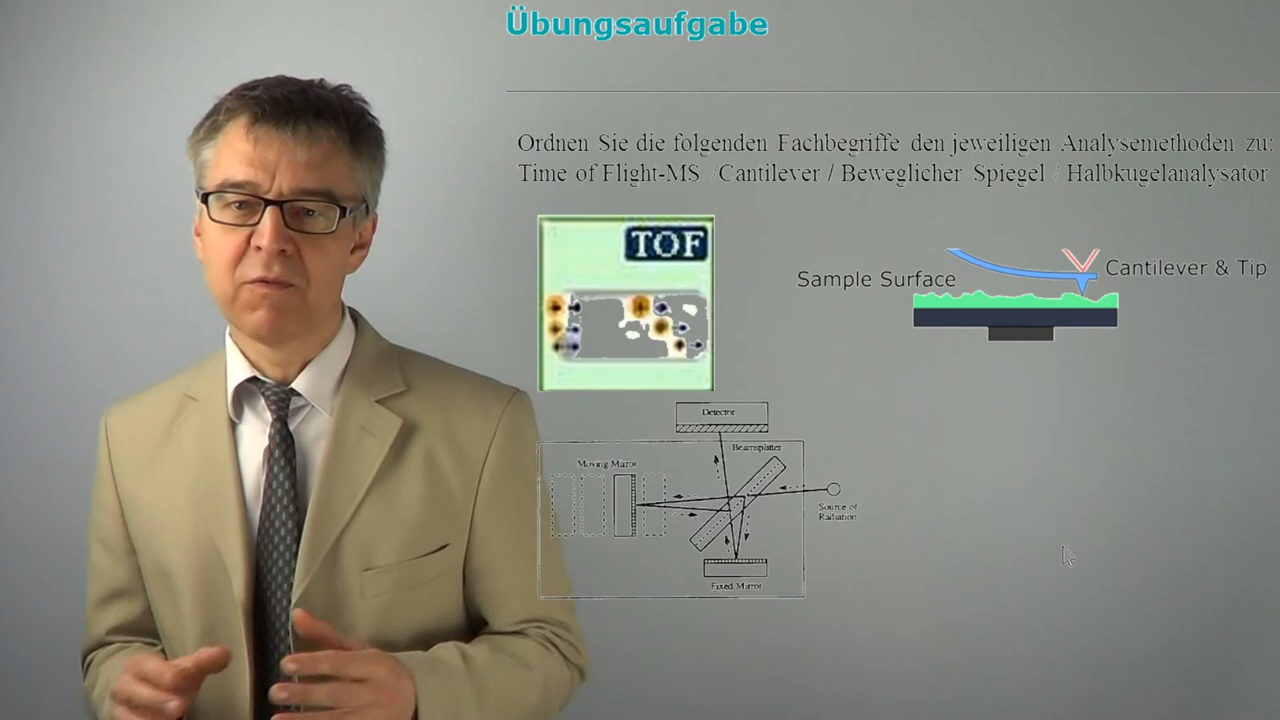 Übungsaufgabe
Ordnen Sie die folgenden Fachbegriffe den jeweiligen Analysemethoden zu:
Time of Flight-MS /Cantilever / Beweglicher Spiegel / Halbkugelanalysator
TOF
Sample Surface
Cantilever & Tip
Detector
Beamsplitter
Moving Mirror
Source of
Radiation
Fixed Mirror